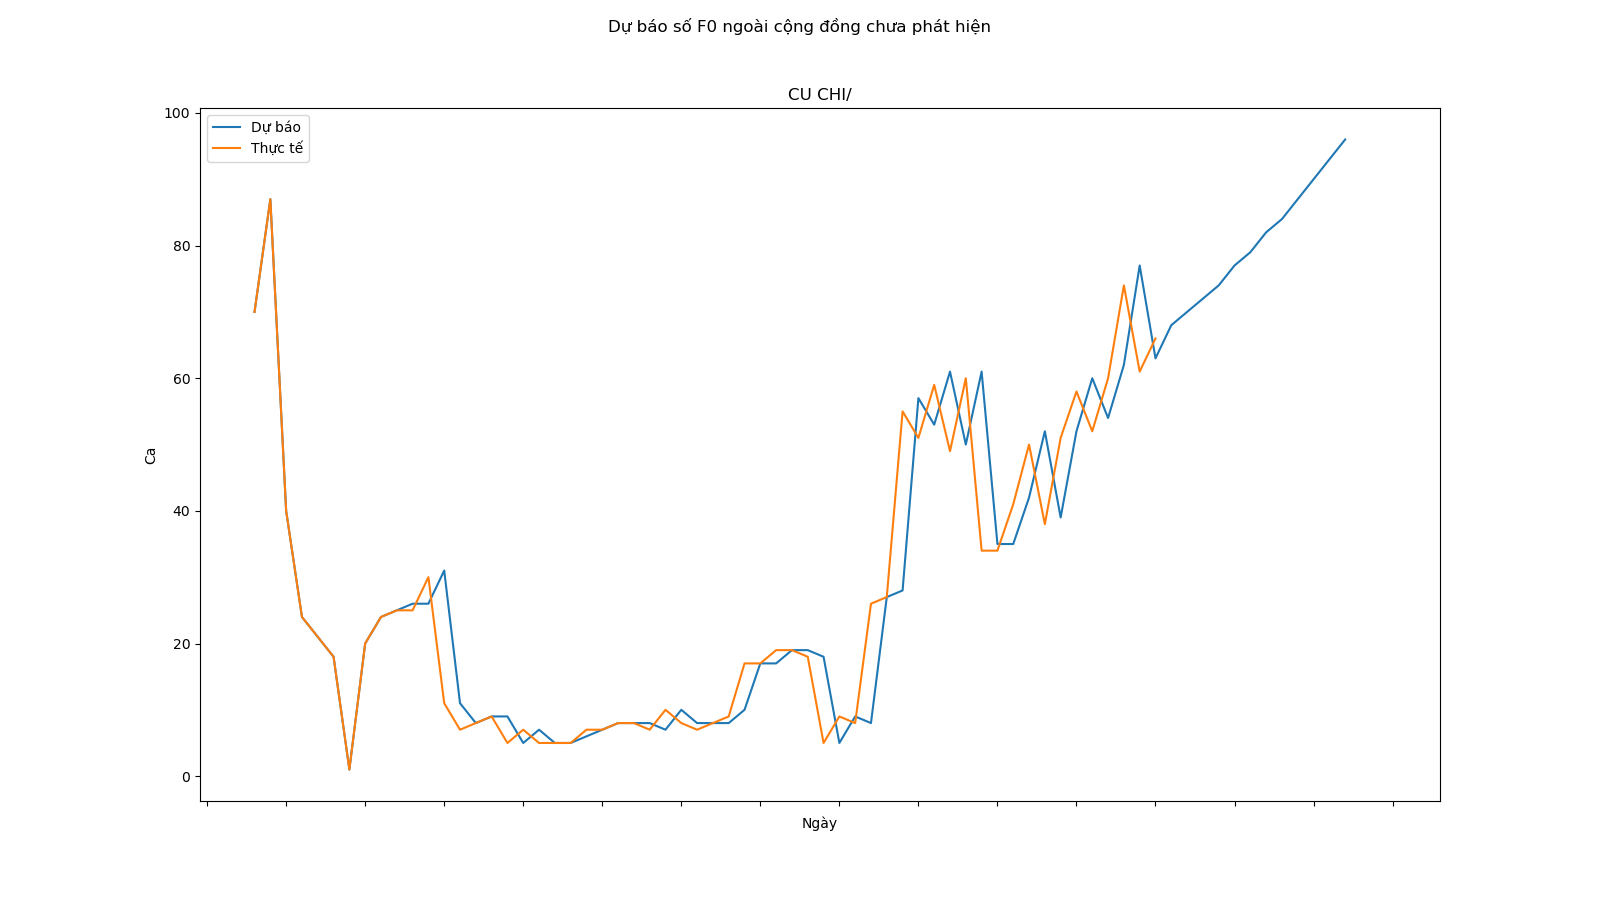 Dự báo số F0 ngoài cộng đồng chưa phát hiện
CU CHI/
100
80
60
40
20
0
Ca
Dự báo
Thực tế
Ngày